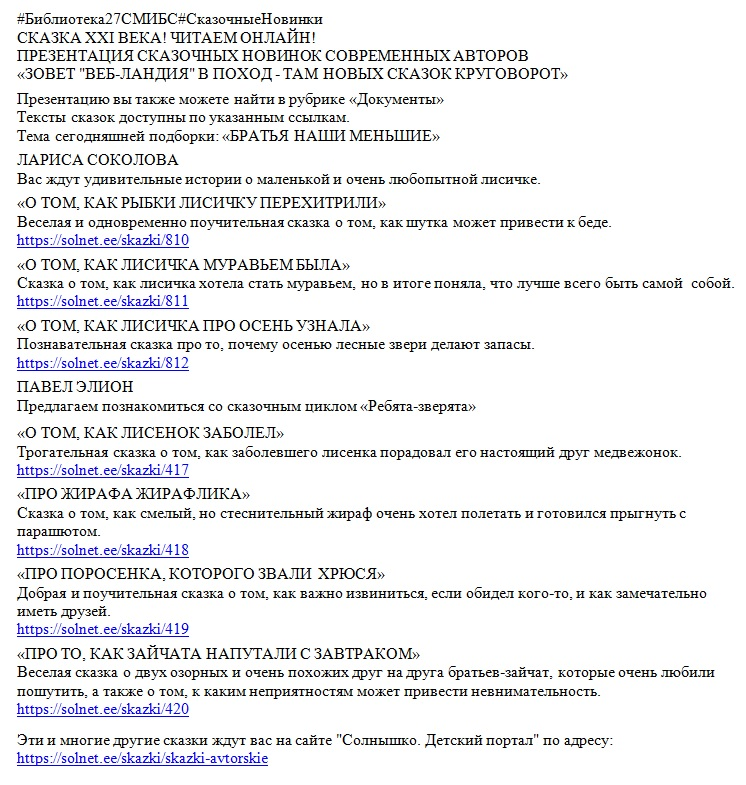 #Библиотека27СМИБС#СказочныеНовинки
СКАЗКА XXI ВЕКА! ЧИТАЕМ ОНЛАЙН!
ПРЕЗЕНТАЦИЯ СКАЗОЧНЫХ НОВИНОК СОВРЕМЕННЫХ АВТОРОВ
«ЗОВЕТ "ВЕБ-ЛАНДИЯ" В ПОХОД - ТАМ НОВЫХ СКАЗОК КРУГОВОРОТ»
Презентацию вы также можете найти в рубрике «Документы»
Тексты сказок доступны по указанным ссылкам.
Тема сегодняшней подборки: «БРАТЬЯ НАШИ МЕНЬШИЕ»
ЛАРИСА СОКОЛОВА
Вас ждут удивительные истории о маленькой и очень любопытной лисичке.
«О ТОМ, КАК РЫБКИ ЛИСИЧКУ ПЕРЕХИТРИЛИ»
Веселая и одновременно поучительная сказка о том, как шутка может привести к беде.
https://solnet.ee/skazki/810
«О ТОМ, КАК ЛИСИЧКА МУРАВЬЕМ БЫЛА»
Сказка о том, как лисичка хотела стать муравьем, но в итоге поняла, что лучше всего быть самой собой.
https://solnet.ee/skazki/811
«О ТОМ, КАК ЛИСИЧКА ПРО ОСЕНЬ УЗНАЛА»
Познавательная сказка про то, почему осенью лесные звери делают запасы.
https://solnet.ee/skazki/812
ПАВЕЛ ЭЛИОН
Предлагаем познакомиться со сказочным циклом «Ребята-зверята»
«О ТОМ, КАК ЛИСЕНОК ЗАБОЛЕЛ»
Трогательная сказка о том, как заболевшего лисенка порадовал его настоящий друг медвежонок.
https://solnet.ee/skazki/417
«ПРО ЖИРАФА ЖИРАФЛИКА»
Сказка о том, как смелый, но стеснительный жираф очень хотел полетать и готовился прыгнуть с
парашютом.
https://solnet.ee/skazki/418
«ПРО ПОРОСЕНКА, КОТОРОГО ЗВАЛИ ХРЮСЯ»
Добрая и поучительная сказка о том, как важно извиниться, если обидел кого-то, и как замечательно
иметь друзей.
https://solnet.ee/skazki/419
«ПРО ТО, КАК ЗАЙЧАТА НАПУТАЛИ С ЗАВТРАКОМ»
Веселая сказка о двух озорных и очень похожих друг на друга братьев-зайчат, которые очень любили
пошутить, а также о том, к каким неприятностям может привести невнимательность.
https://solnet.ee/skazki/420
Эти и многие другие сказки ждут вас на сайте "Солнышко. Детский портал" по адресу:
https://solnet.ee/skazki/skazki-avtorskie